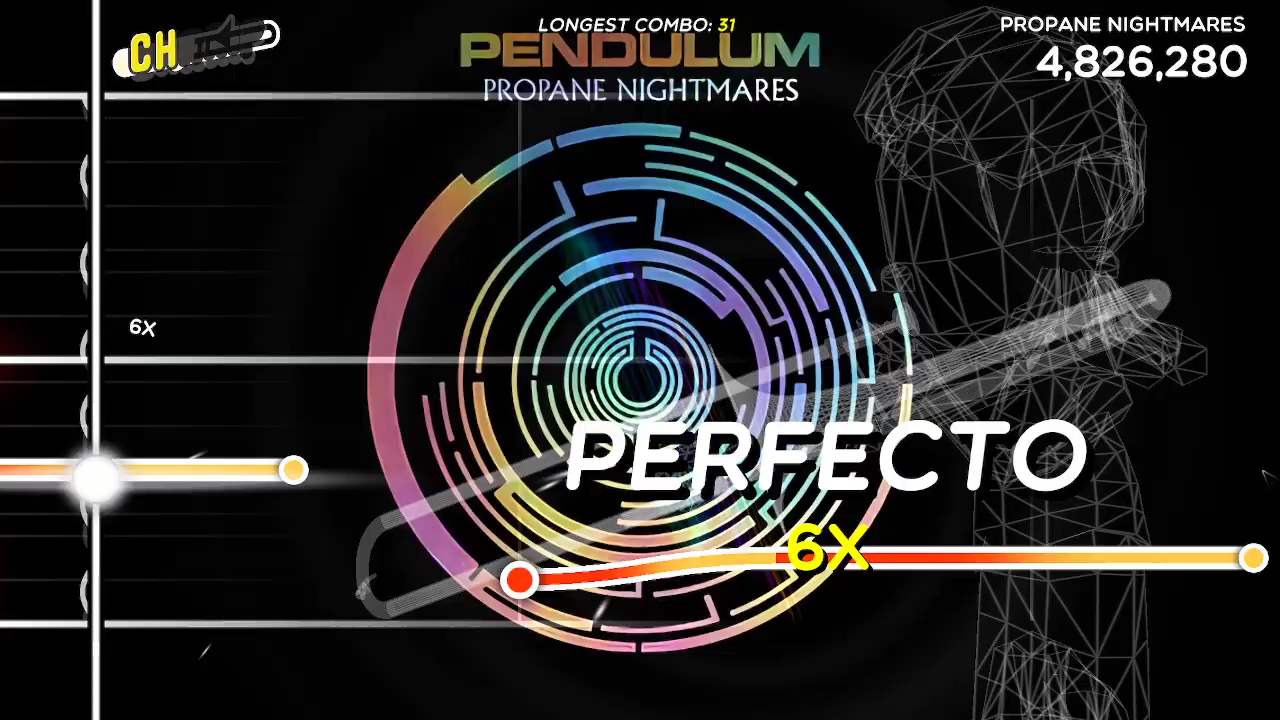 LONGEST COMBO: 31
PENDULUM
PROPANE NIGHTMARES
PROPANE NIGHTMARES
4,826,280
CH
6X
PERFECTO
6X